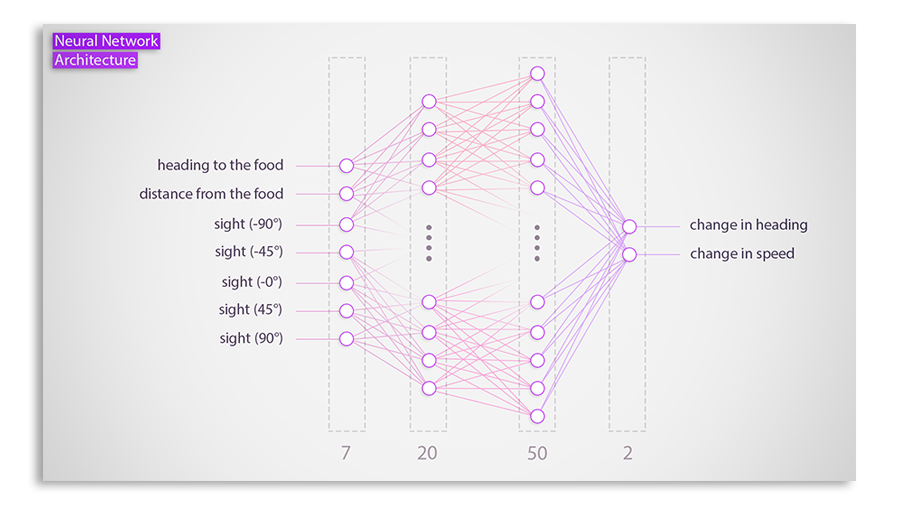 Neural Network
Architecture
heading to the food
distance from the food
sight (-90°)
sight (-45°)
sight (-0°)
sight (45°)
sight (90°)
change in heading
change in speed
7 20 50 2